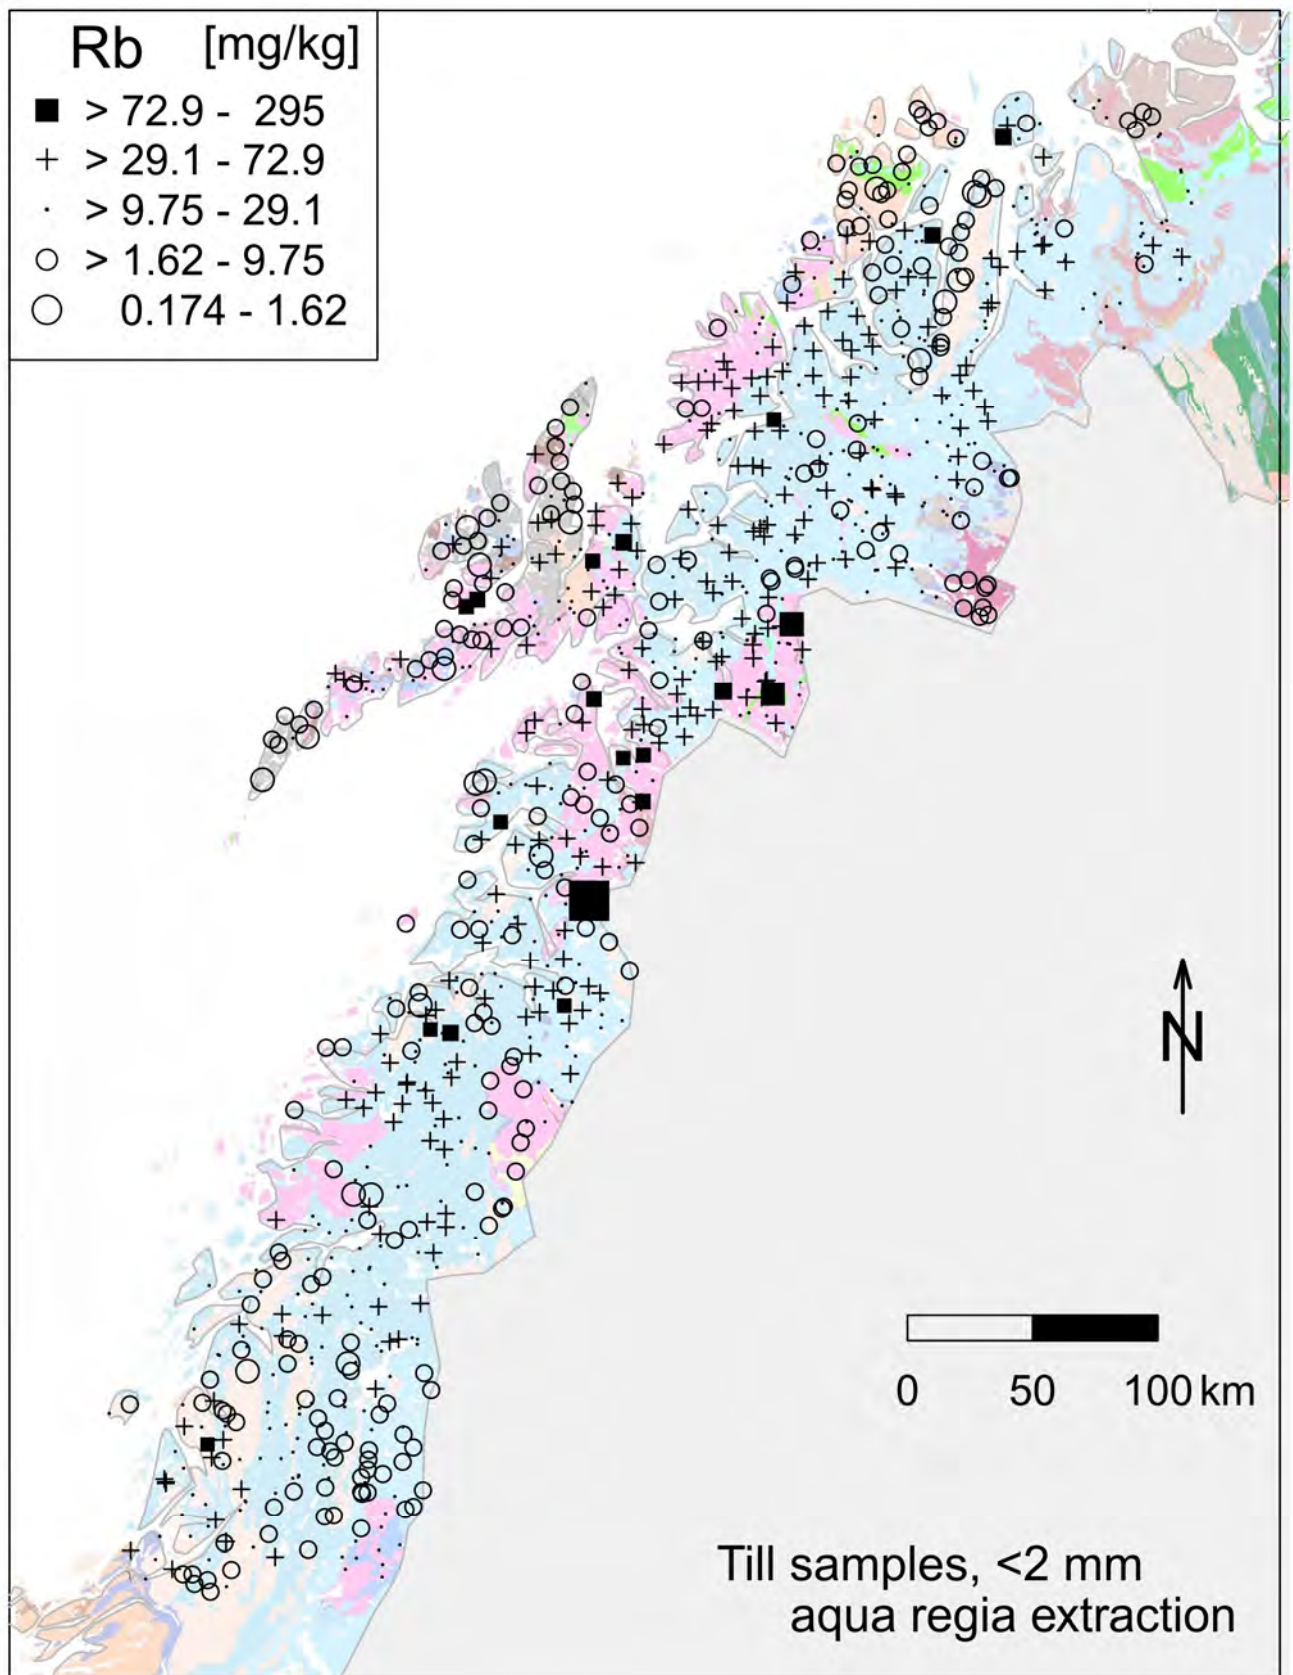 Rb [mg/kg]
> 72.9 - 295
> 29.1 - 72.9
> 9.75 - 29.1
> 1.62 - 9.75
0.174 - 1.62
N
0 50 100 km
Till samples, <2 mm
aqua regia extraction